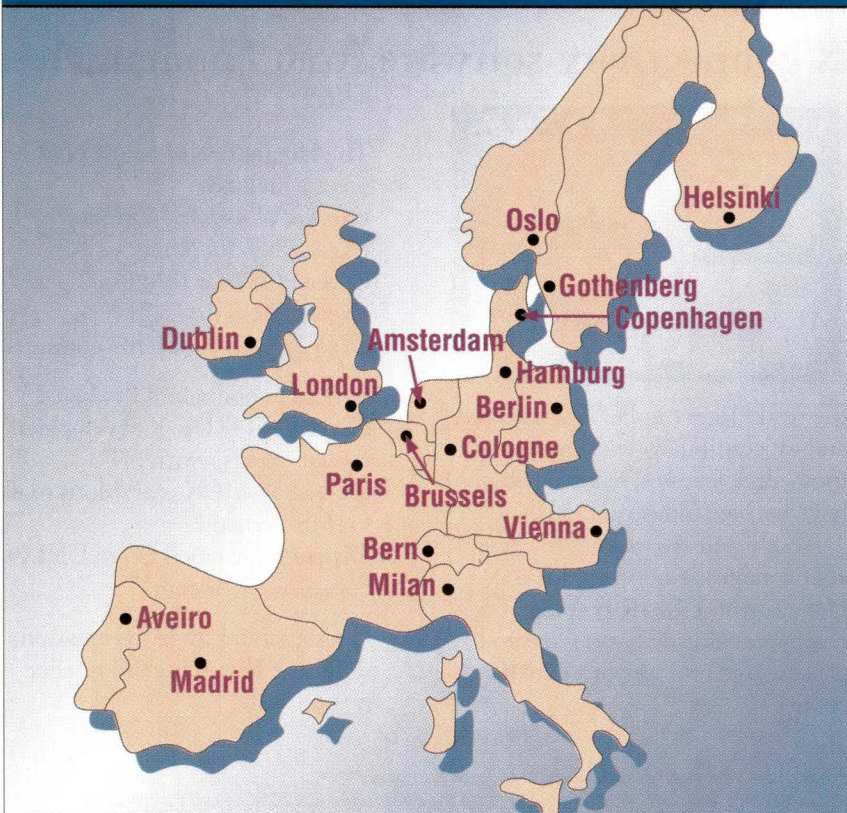 Helsinki
Oslo
Gothenberg
Copenhagen
Dublin
Amsterdam
Hamburg
London
Berlin
Cologne
Paris
Brussels
Vienna
Bern
Milan
Aveiro
Madrid